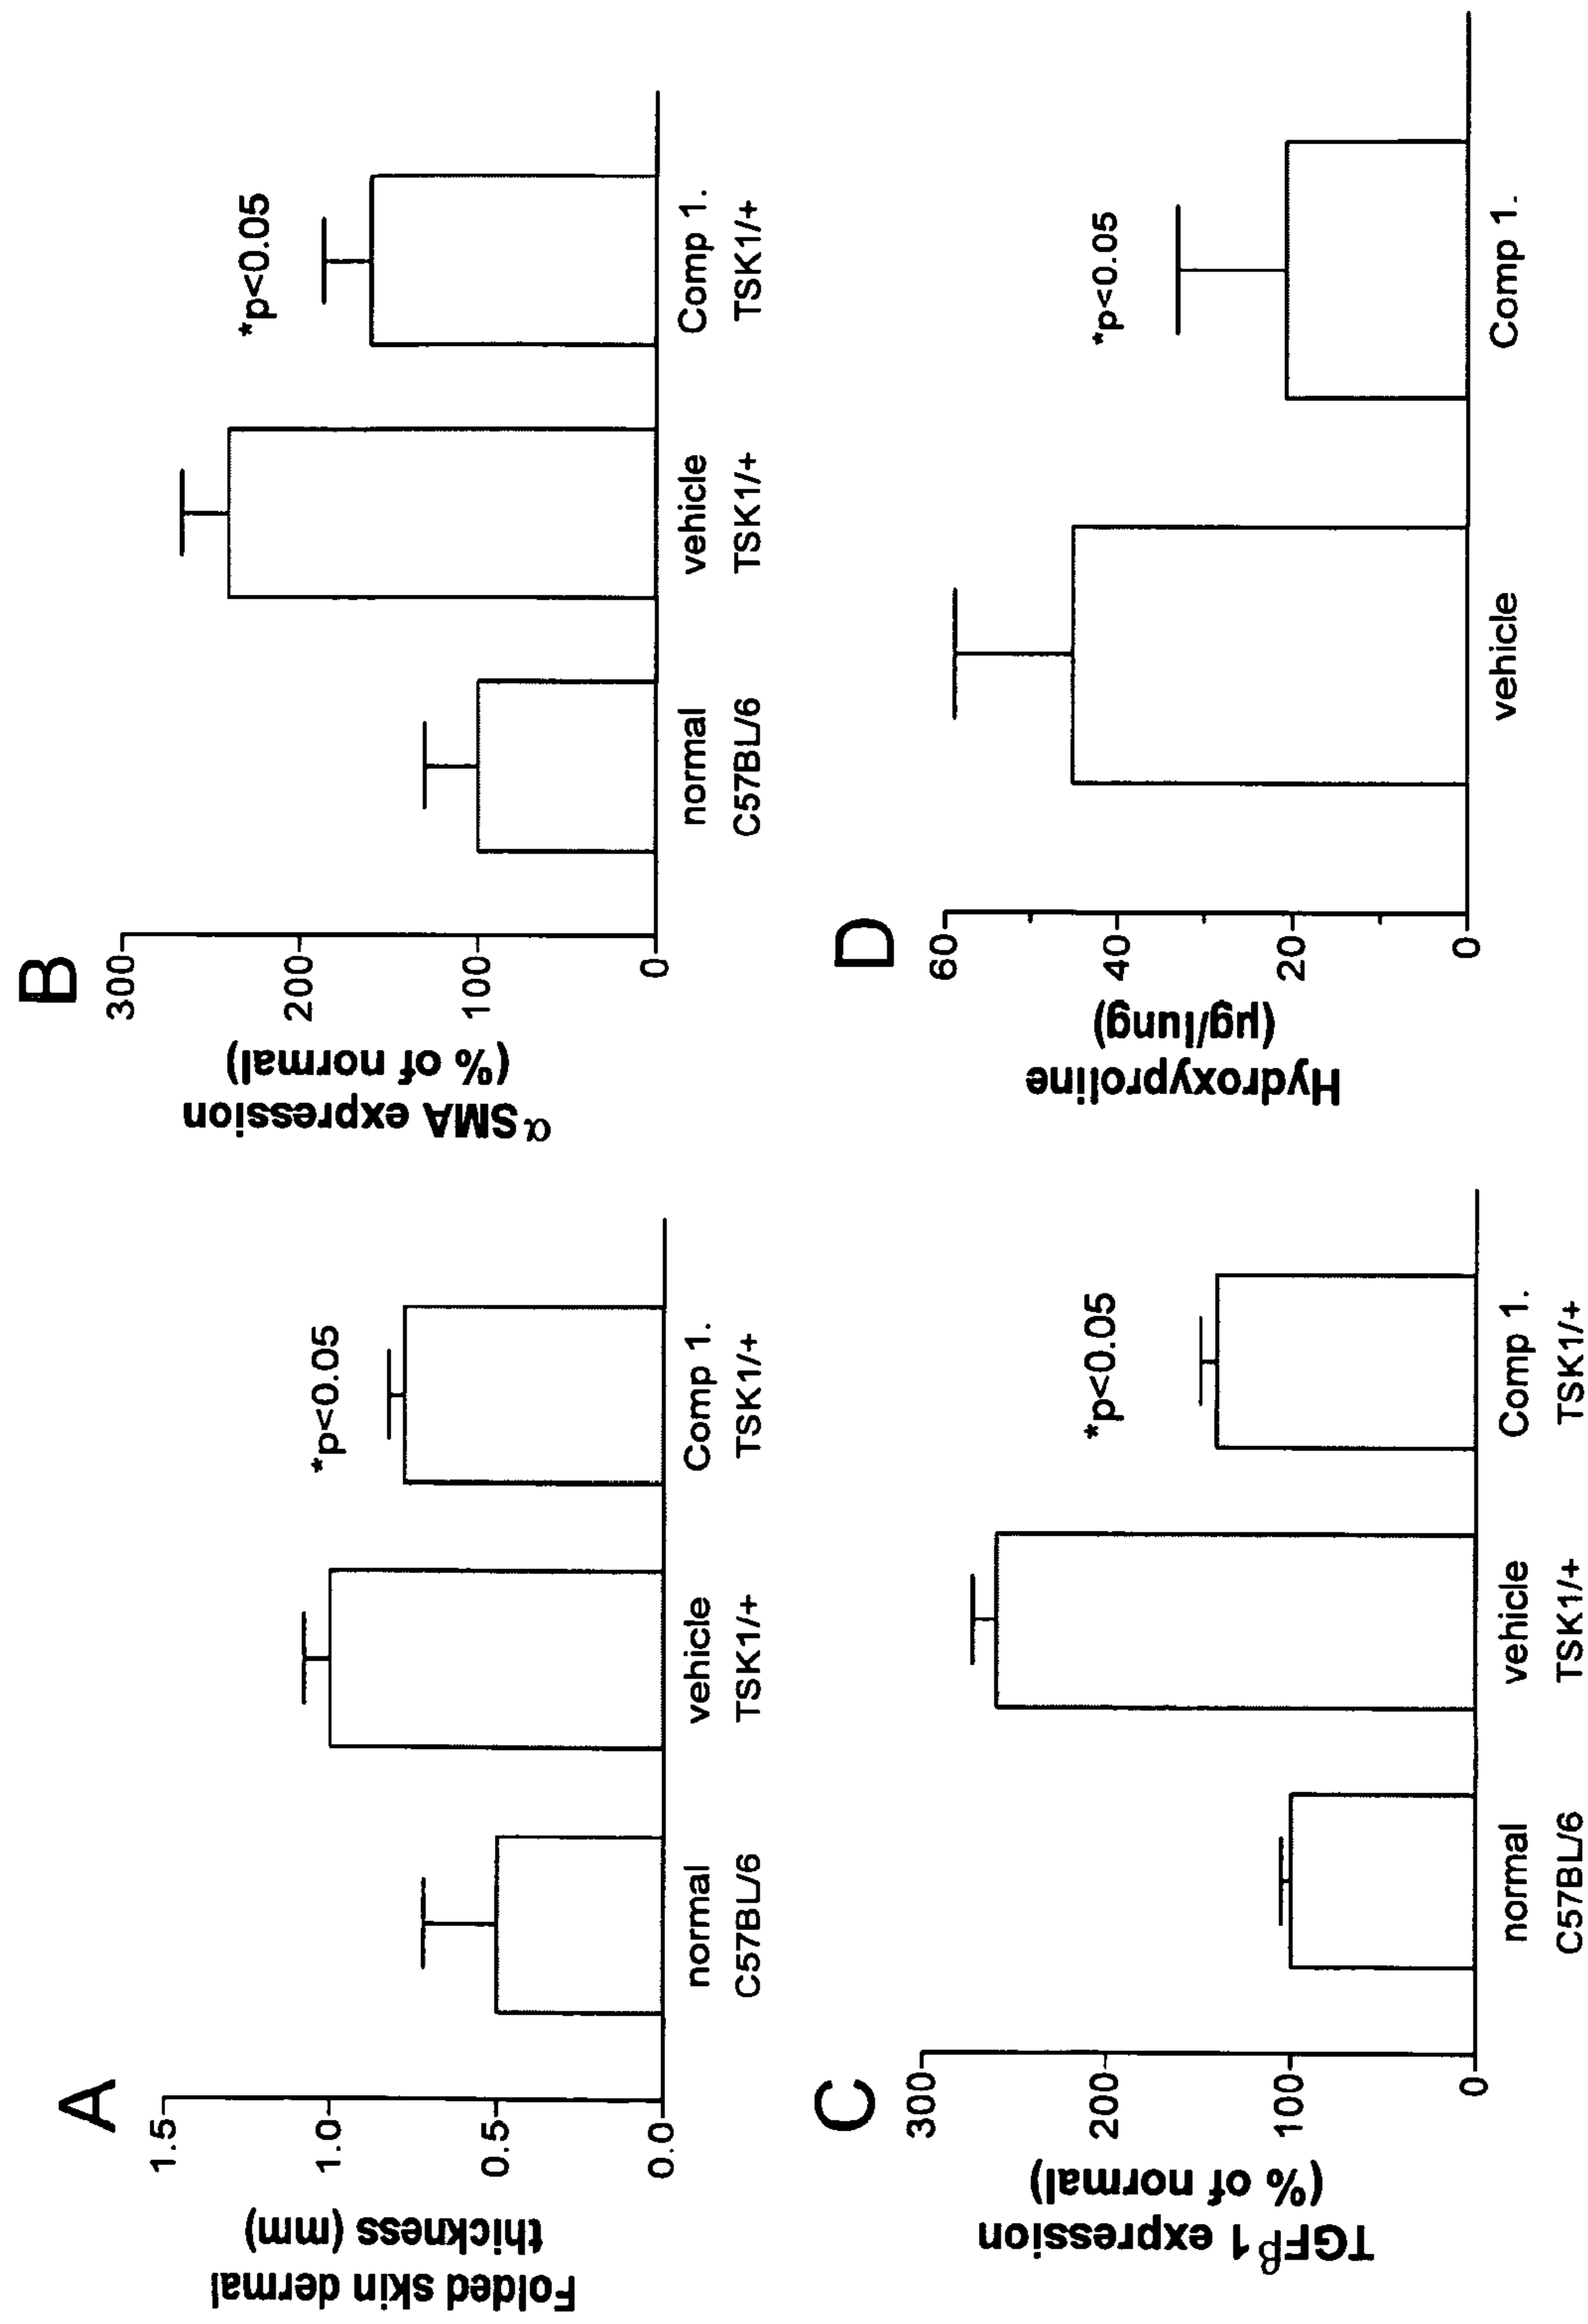 A
Folded skin dermal
thickness (mm)
1.5
1.0
0.5
0.0
*p<0.05
normal
C57BL/6
vehicle
TSK1/+
Comp 1.
TSK1/+
B
αSMA expression
(% of normal)
300
200
100
0
*p<0.05
normal
C57BL/6
vehicle
TSK1/+
Comp 1.
TSK1/+
C
TGFβ1 expression
(% of normal)
300
200
100
0
*p<0.05
normal
C57BL/6
vehicle
TSK1/+
Comp 1.
TSK1/+
D
Hydroxyproline
(µg/lung)
60
40
20
0
*p<0.05
vehicle
Comp 1.